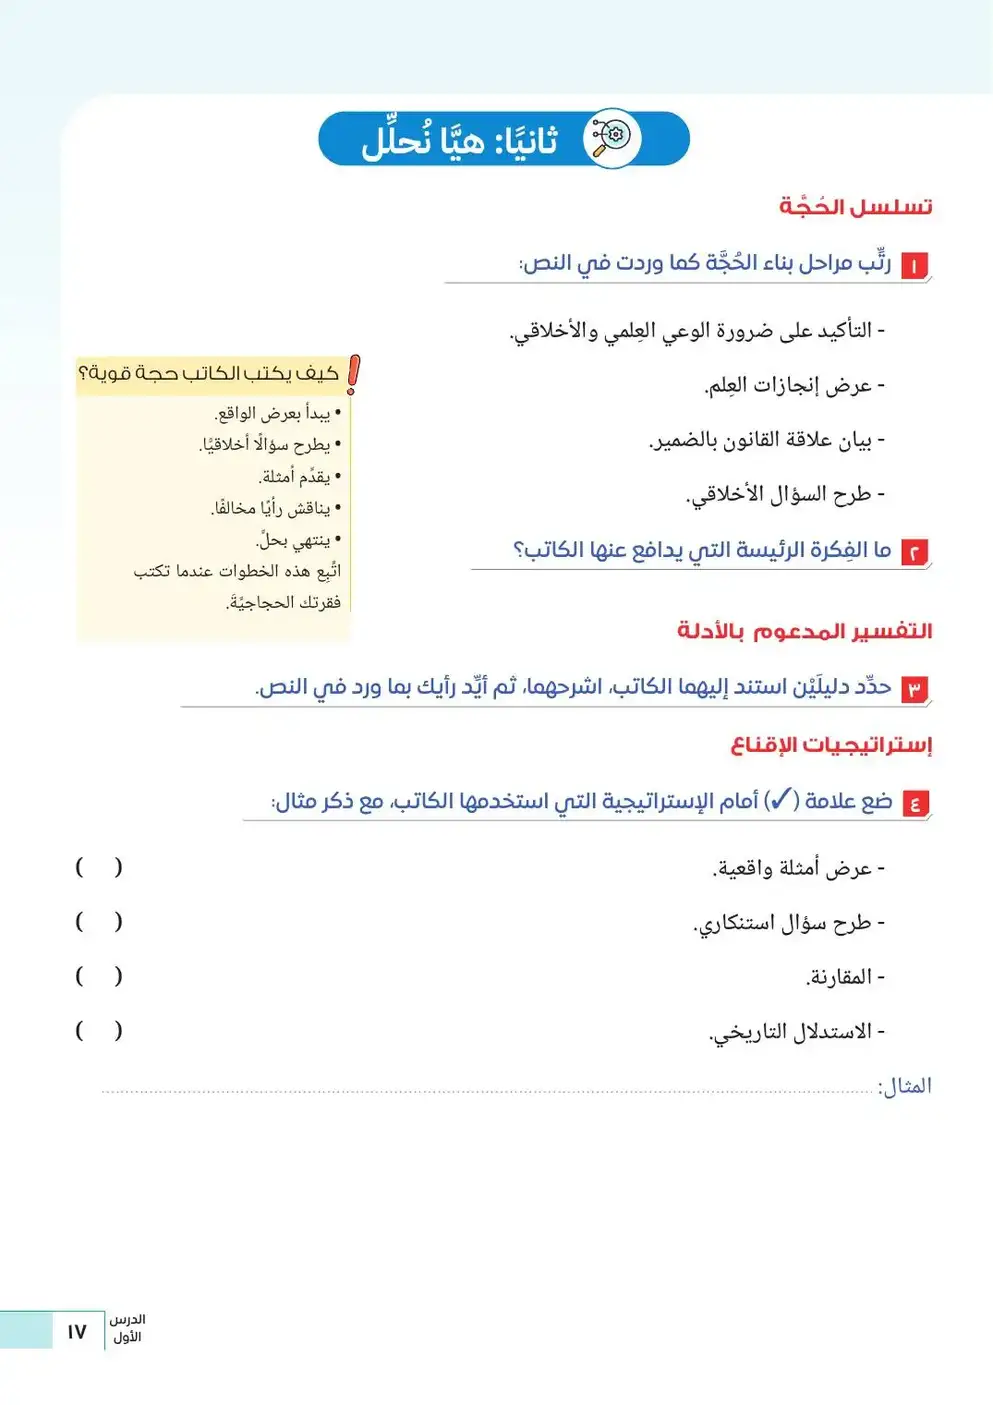 ثانيًا: هيَّا نُحلِّل
تسلسل الحُجَّة
١ رتِّب مراحل بناء الحُجَّة كما وردت في النص:
- التأكيد على ضرورة الوعي العِلمي والأخلاقي.
- عرض إنجازات العِلم.
- بيان علاقة القانون بالضمير.
- طرح السؤال الأخلاقي.
كيف يكتب الكاتب حجة قوية؟
• يبدأ بعرض الواقع.
• يطرح سؤالًا أخلاقيًّا.
• يقدِّم أمثلة.
• يناقش رأيًا مخالفًا.
• ينتهي بحلِّ.
اتَّبِع هذه الخطوات عندما تكتب
فقرتك الحجاجيَّةَ.
٢ ما الفِكرة الرئيسة التي يدافع عنها الكاتب؟
التفسير المدعوم بالأدلة
٣ حدِّد دليلَيْن استند إليهما الكاتب، اشرحهما، ثم أيِّد رأيك بما ورد في النص.
إستراتيجيات الإقناع
٤ ضع علامة (✓) أمام الإستراتيجية التي استخدمها الكاتب، مع ذكر مثال:
- عرض أمثلة واقعية. ( )
- طرح سؤال استنكاري. ( )
- المقارنة. ( )
- الاستدلال التاريخي. ( )
المثال: ........................................................
الدرس
الأول
١٧